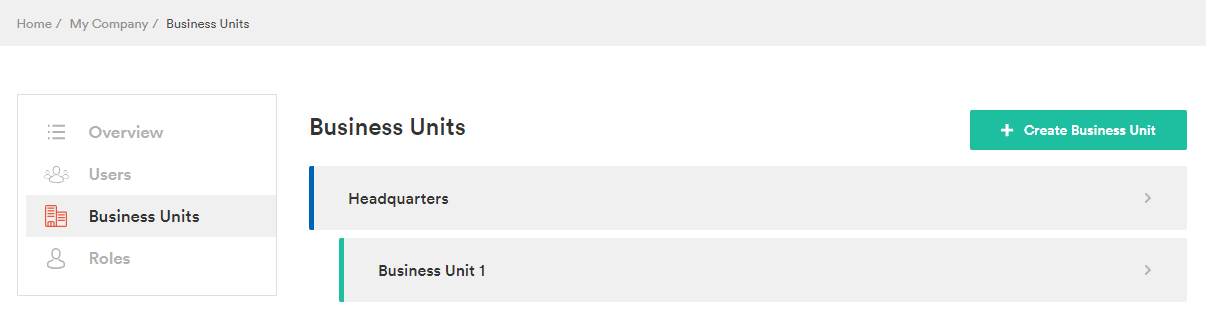 Home / My Company / Business Units
Overview
Users
Business Units
Roles
Business Units
+ Create Business Unit
Headquarters
Business Unit 1